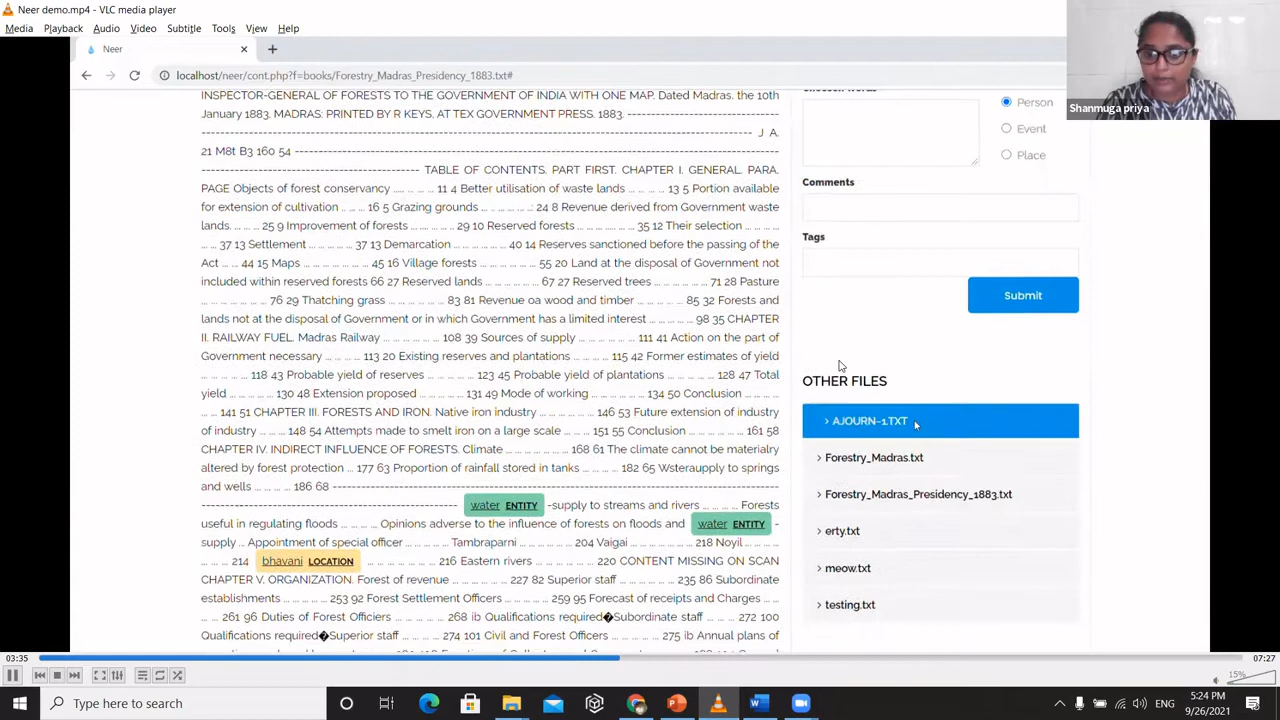 Neer demo.mp4 - VLC media player
Media Playback Audio Video Subtitle Tools View Help
Neer
localhost/neer/cont.php?f=books/Forestry_Madras_Presidency_1883.txt#
Shanmuga priya
INSPECTOR-GENERAL OF FORESTS TO THE GOVERNMENT OF INDIA WITH ONE MAP. Dated Madras, the 10th
January 1883. MADRAS: PRINTED BY R KEYS, AT TEX GOVERNMENT PRESS. 1883. -----------------------------
--------------------------------------------------------------------------------------------------------------------- J A.
21 M8t B3 160 54 -----------------------------------------------------------------------------------------------------
---------------------------------------------- TABLE OF CONTENTS. PART FIRST. CHAPTER I. GENERAL. PARA.
PAGE Objects of forest conservancy .... ... ... ... 11 4 Better utilisation of waste lands ... ... 13 5 Portion available
for extension of cultivation .. ... ... 16 5 Grazing grounds ... .. ... ... ..: 24 8 Revenue derived from Government waste
lands. ... ... 25 9 Improvement of forests ... ... ... 29 10 Reserved forests ... ... ... 35 12 Their selection ... ... ...
... ... 37 13 Settlement ... ... ... 37 13 Demarcation ... ... ... 40 14 Reserves sanctioned before the passing of the
Act ... ... 44 15 Maps ... ... ... 45 16 Village forests ... ... ... 55 20 Land at the disposal of Government not
included within reserved forests 66 27 Reserved lands ... ... ... 67 27 Reserved trees ... ... ... 71 28 Pasture
... ... ... 76 29 Thatching grass ... ... 83 81 Revenue oa wood and timber ... ... ... 85 32 Forests and
lands not at the disposal of Government or in which Government has a limited interest ... ... ... 98 35 CHAPTER
II. RAILWAY FUEL. Madras Railway ... ... ... 108 39 Sources of supply ... ... ... 111 41 Action on the part of
Government necessary ... ... ... 113 20 Existing reserves and plantations ... ... ... 115 42 Former estimates of yield
... ... ... 118 43 Probable yield of reserves ... ... ... 123 45 Probable yield of plantations ... ... ... 128 47 Total
yield ... ... ... 130 48 Extension proposed ... ... ... 131 49 Mode of working ... ... ... 134 50 Conclusion ... ... ...
... 141 51 CHAPTER III. FORESTS AND IRON. Native iron industry ... ... ... 146 53 Future extension of industry
of industry ... ... ... 148 54 Attempts made to smelt iron on a large scale ... ... 151 55 Conclusion ... ... ... 161 58
CHAPTER IV. INDIRECT INFLUENCE OF FORESTS. Climate ... ... ... ... 168 61 The climate cannot be materialry
altered by forest protection ... ... 177 63 Proportion of rainfall stored in tanks ... ... ... 182 65 Wsteraupply to springs
and wells ... ... ... 186 68 -----------------------------------------------------------------------------------------
---------------------------------------------------- water ENTITY -supply to streams and rivers ... ... ... Forests
useful in regulating floods ... ... ... Opinions adverse to the influence of forests on floods and water ENTITY -
supply .. Appointment of special officer ... ... ... Tambraparni ... ... ... 204 Vaigai ... ... ... 218 Noyil ... ... ...
... 214 bhavani LOCATION ... ... ... 216 Eastern rivers ... ... ... 220 CONTENT MISSING ON SCAN
CHAPTER V. ORGANIZATION. Forest of revenue ... ... ... 227 82 Superior staff ... ... ... 235 86 Subordinate
establishments ... ... ... 253 92 Forest Settlement Officers ... ... ... 259 95 Forecast of receipts and Charges ... ...
... 261 96 Duties of Forest Officiers ... ... ... 268 ib Qualifications required�Subordinate staff ... ... ... 272 100
Qualifications required�Superior staff ... ... ... 274 101 Civil and Forest Officers ... ... ... 275 ib Annual plans of
Person
Event
Place
Comments
Tags
Submit
OTHER FILES
> AJOURN~1.TXT
> Forestry_Madras.txt
> Forestry_Madras_Presidency_1883.txt
> erty.txt
> meow.txt
> testing.txt
03:35
07:27
15%
Type here to search
ENG
5:24 PM
9/26/2021
3